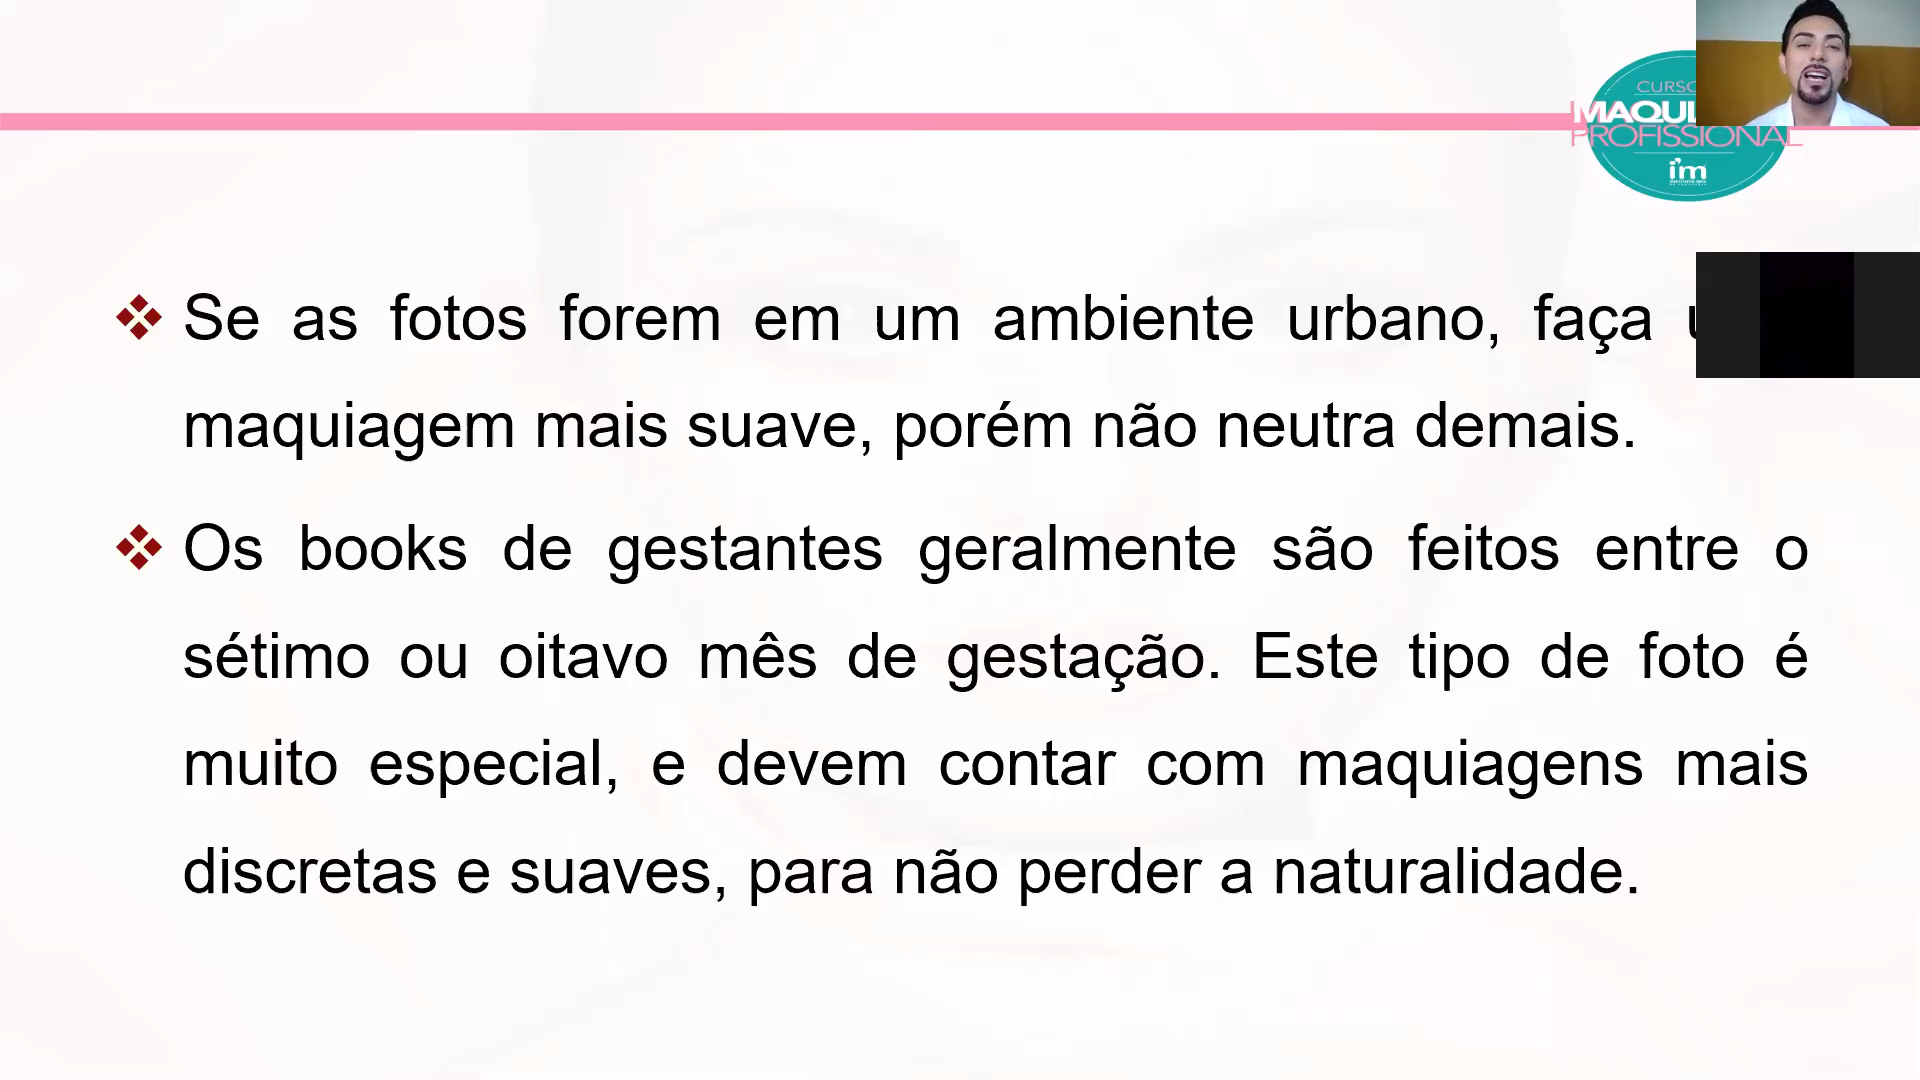 CURSO
MAQUI
PROFISSIONAL
im
Se as fotos forem em um ambiente urbano, faça
maquiagem mais suave, porém não neutra demais.
Os books de gestantes geralmente são feitos entre o
sétimo ou oitavo mês de gestação. Este tipo de foto é
muito especial, e devem contar com maquiagens mais
discretas e suaves, para não perder a naturalidade.